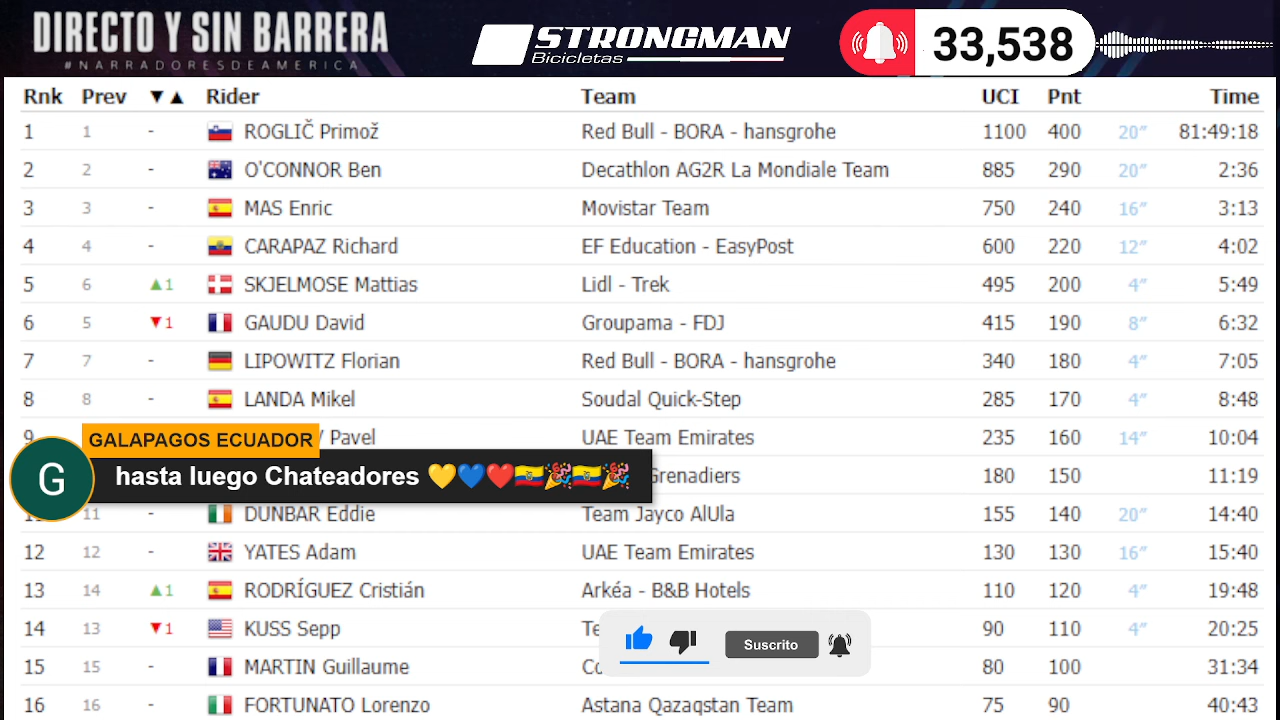 DIRECTO Y SIN BARRERA
#NARRADORESDEAMERICA
STRONGMAN
Bicicletas
33,538
Rnk Prev ▼▲ Rider Team UCI Pnt Time
1 1 - ROGLIČ Primož Red Bull - BORA - hansgrohe 1100 400 20″ 81:49:18
2 2 - O'CONNOR Ben Decathlon AG2R La Mondiale Team 885 290 20″ 2:36
3 3 - MAS Enric Movistar Team 750 240 16″ 3:13
4 4 - CARAPAZ Richard EF Education - EasyPost 600 220 12″ 4:02
5 6 ▲1 SKJELMOSE Mattias Lidl - Trek 495 200 4″ 5:49
6 5 ▼1 GAUDU David Groupama - FDJ 415 190 8″ 6:32
7 7 - LIPOWITZ Florian Red Bull - BORA - hansgrohe 340 180 4″ 7:05
8 8 - LANDA Mikel Soudal Quick-Step 285 170 4″ 8:48
9 Pavel UAE Team Emirates 235 160 14″ 10:04
GALAPAGOS ECUADOR
G
hasta luego Chateadores 💛💙❤️🇪🇨🎉🇪🇨🎉
Grenadiers 180 150 11:19
11 11 - DUNBAR Eddie Team Jayco AlUla 155 140 20″ 14:40
12 12 - YATES Adam UAE Team Emirates 130 130 16″ 15:40
13 14 ▲1 RODRÍGUEZ Cristián Arkéa - B&B Hotels 110 120 4″ 19:48
14 13 ▼1 KUSS Sepp 90 110 4″ 20:25
Suscrito
15 15 - MARTIN Guillaume 80 100 31:34
16 16 - FORTUNATO Lorenzo Astana Qazaqstan Team 75 90 40:43